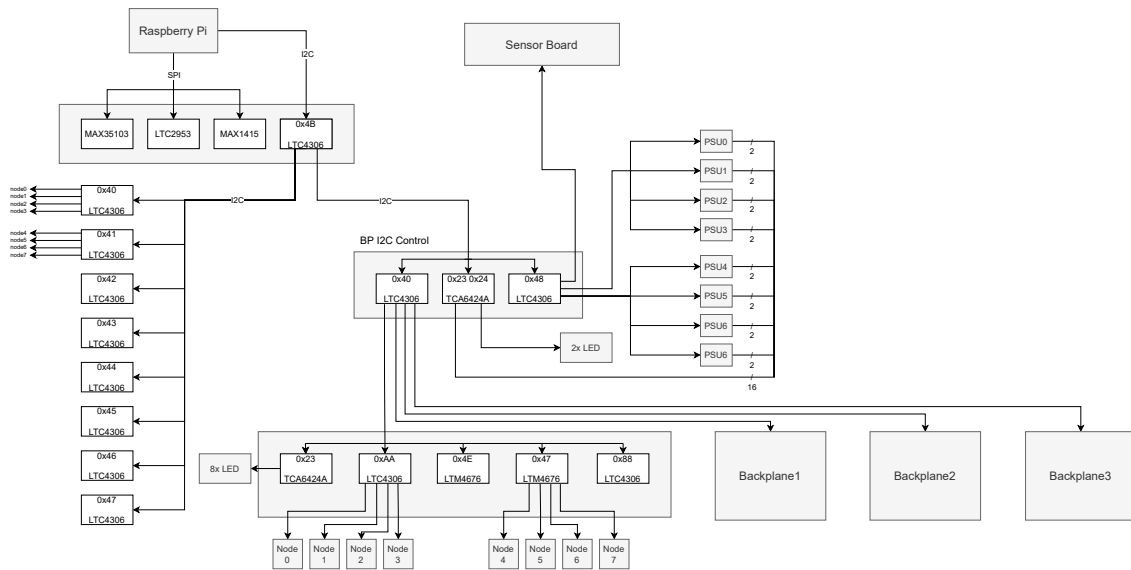 Raspberry Pi
I2C
SPI
Sensor Board
MAX35103
LTC2953
MAX1415
0x4B
LTC4306
node0
node1
node2
node3
0x40
LTC4306
I2C
I2C
node4
node5
node6
node7
0x41
LTC4306
0x42
LTC4306
0x43
LTC4306
0x44
LTC4306
0x45
LTC4306
0x46
LTC4306
0x47
LTC4306
BP I2C Control
0x40
LTC4306
0x23 0x24
TCA6424A
0x48
LTC4306
2x LED
PSU0
/
2
PSU1
/
2
PSU2
/
2
PSU3
/
2
PSU4
/
2
PSU5
/
2
PSU6
/
2
PSU6
/
2
/
16
8x LED
0x23
TCA6424A
0xAA
LTC4306
0x4E
LTM4676
0x47
LTM4676
0x88
LTC4306
Backplane1
Backplane2
Backplane3
Node
0
Node
1
Node
2
Node
3
Node
4
Node
5
Node
6
Node
7